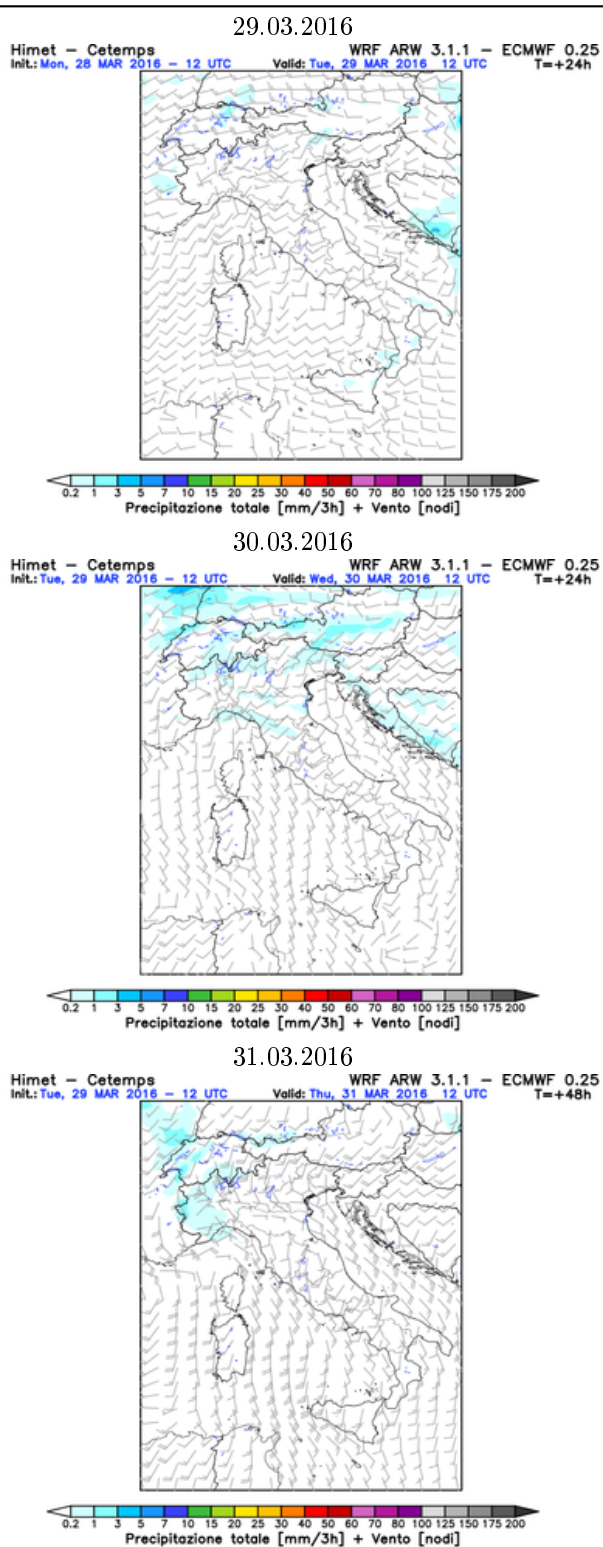 29.03.2016
Himet – Cetemps WRF ARW 3.1.1 – ECMWF 0.25
Init.: Mon, 28 MAR 2016 – 12 UTC Valid: Tue, 29 MAR 2016 12 UTC T=+24h
0.2 1 3 5 7 10 15 20 25 30 40 50 60 70 80 100 125 150 175 200
Precipitazione totale [mm/3h] + Vento [nodi]
30.03.2016
Himet – Cetemps WRF ARW 3.1.1 – ECMWF 0.25
Init.: Tue, 29 MAR 2016 – 12 UTC Valid: Wed, 30 MAR 2016 12 UTC T=+24h
0.2 1 3 5 7 10 15 20 25 30 40 50 60 70 80 100 125 150 175 200
Precipitazione totale [mm/3h] + Vento [nodi]
31.03.2016
Himet – Cetemps WRF ARW 3.1.1 – ECMWF 0.25
Init.: Tue, 29 MAR 2016 – 12 UTC Valid: Thu, 31 MAR 2016 12 UTC T=+48h
0.2 1 3 5 7 10 15 20 25 30 40 50 60 70 80 100 125 150 175 200
Precipitazione totale [mm/3h] + Vento [nodi]